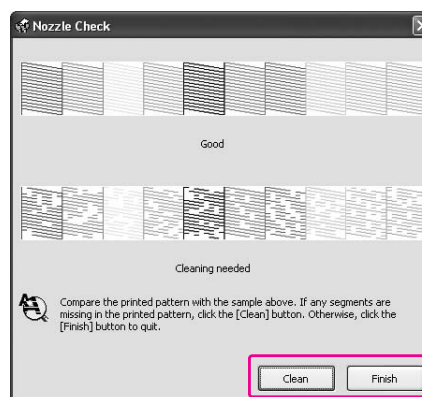 Nozzle Check
Good
Cleaning needed
Compare the printed pattern with the sample above. If any segments are
missing in the printed pattern, click the [Clean] button. Otherwise, click the
[Finish] button to quit.
Clean Finish